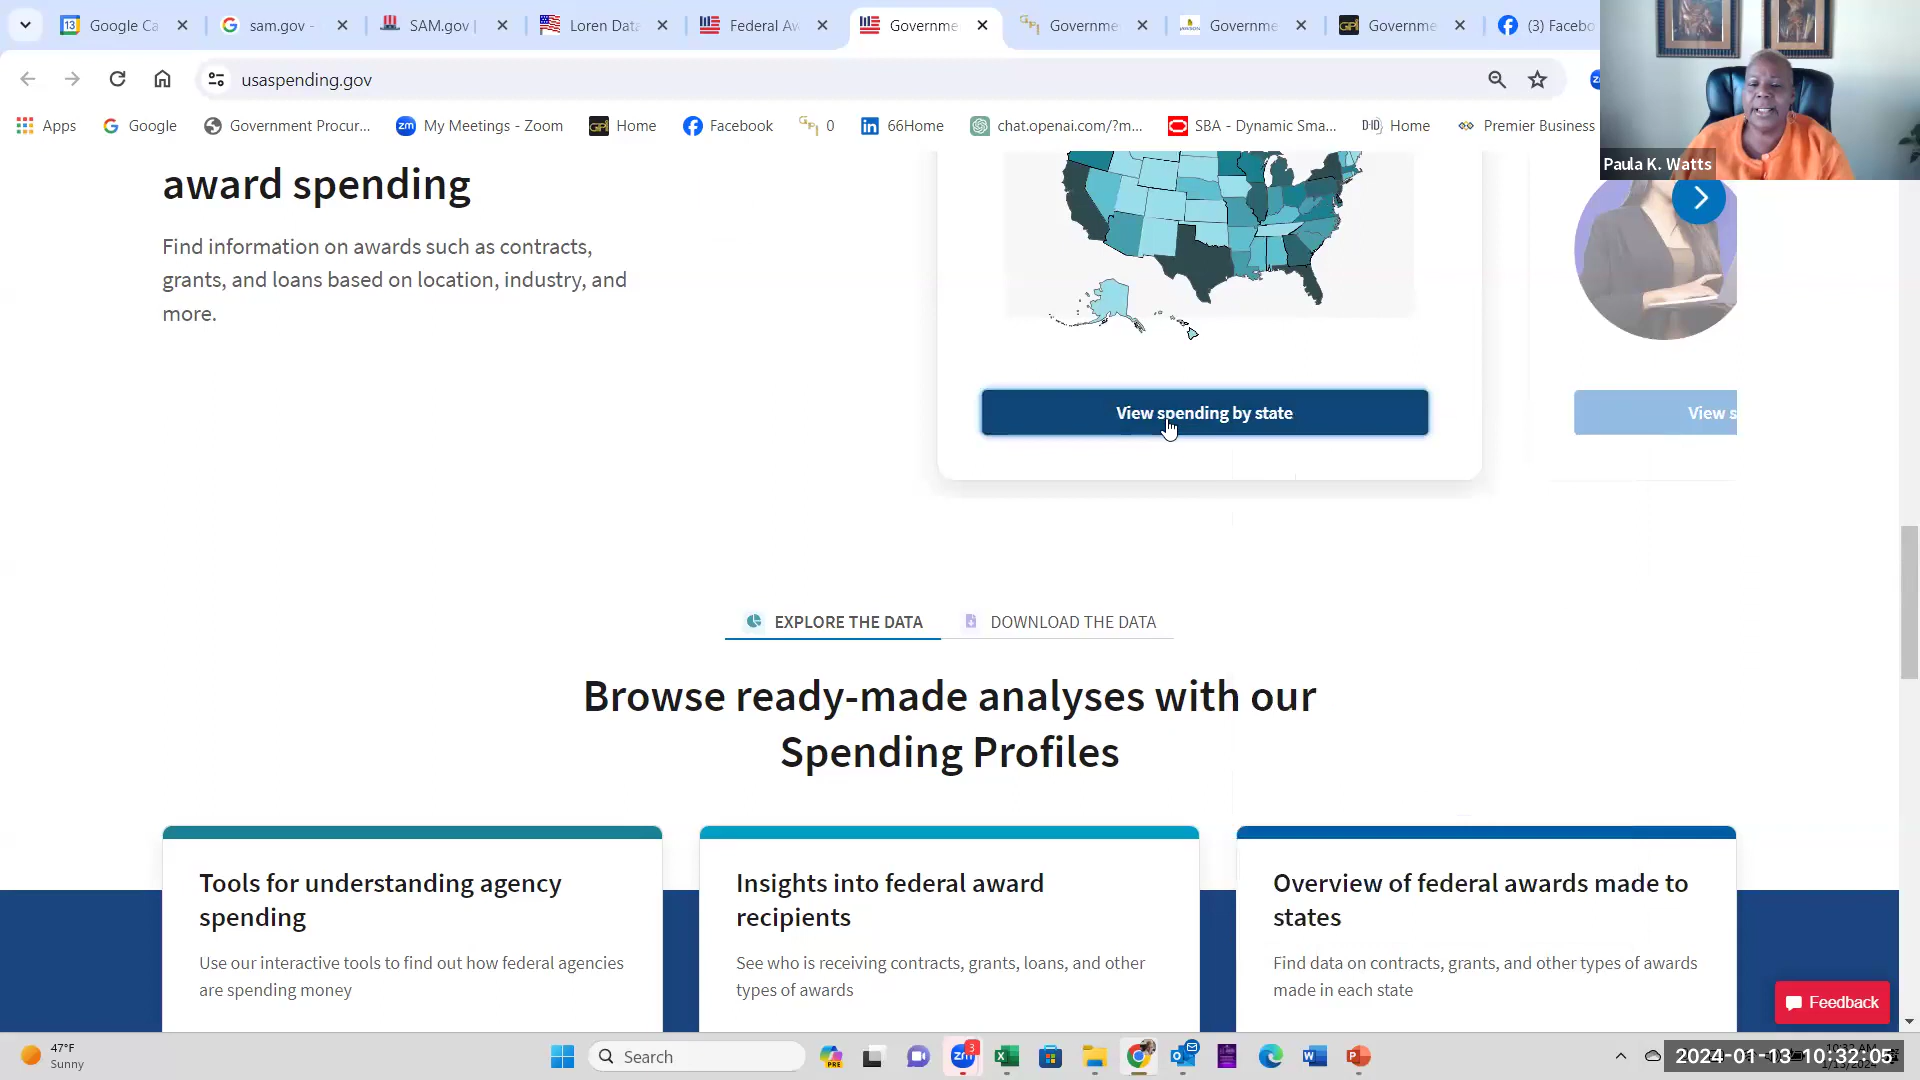 Google Ca
sam.gov -
SAM.gov |
Loren Data
Federal Aw
Governme
Governme
Governme
Governme
(3) Facebo
usaspending.gov
Apps
Google
Government Procur...
My Meetings - Zoom
Home
Facebook
0
66Home
chat.openai.com/?m...
SBA - Dynamic Sma...
Home
Premier Business
Paula K. Watts
award spending
Find information on awards such as contracts,
grants, and loans based on location, industry, and
more.
View spending by state
View s
EXPLORE THE DATA
DOWNLOAD THE DATA
Browse ready-made analyses with our
Spending Profiles
Tools for understanding agency
spending
Use our interactive tools to find out how federal agencies
are spending money
Insights into federal award
recipients
See who is receiving contracts, grants, loans, and other
types of awards
Overview of federal awards made to
states
Find data on contracts, grants, and other types of awards
made in each state
Feedback
47°F
Sunny
Search
2024-01-13 10:32:05